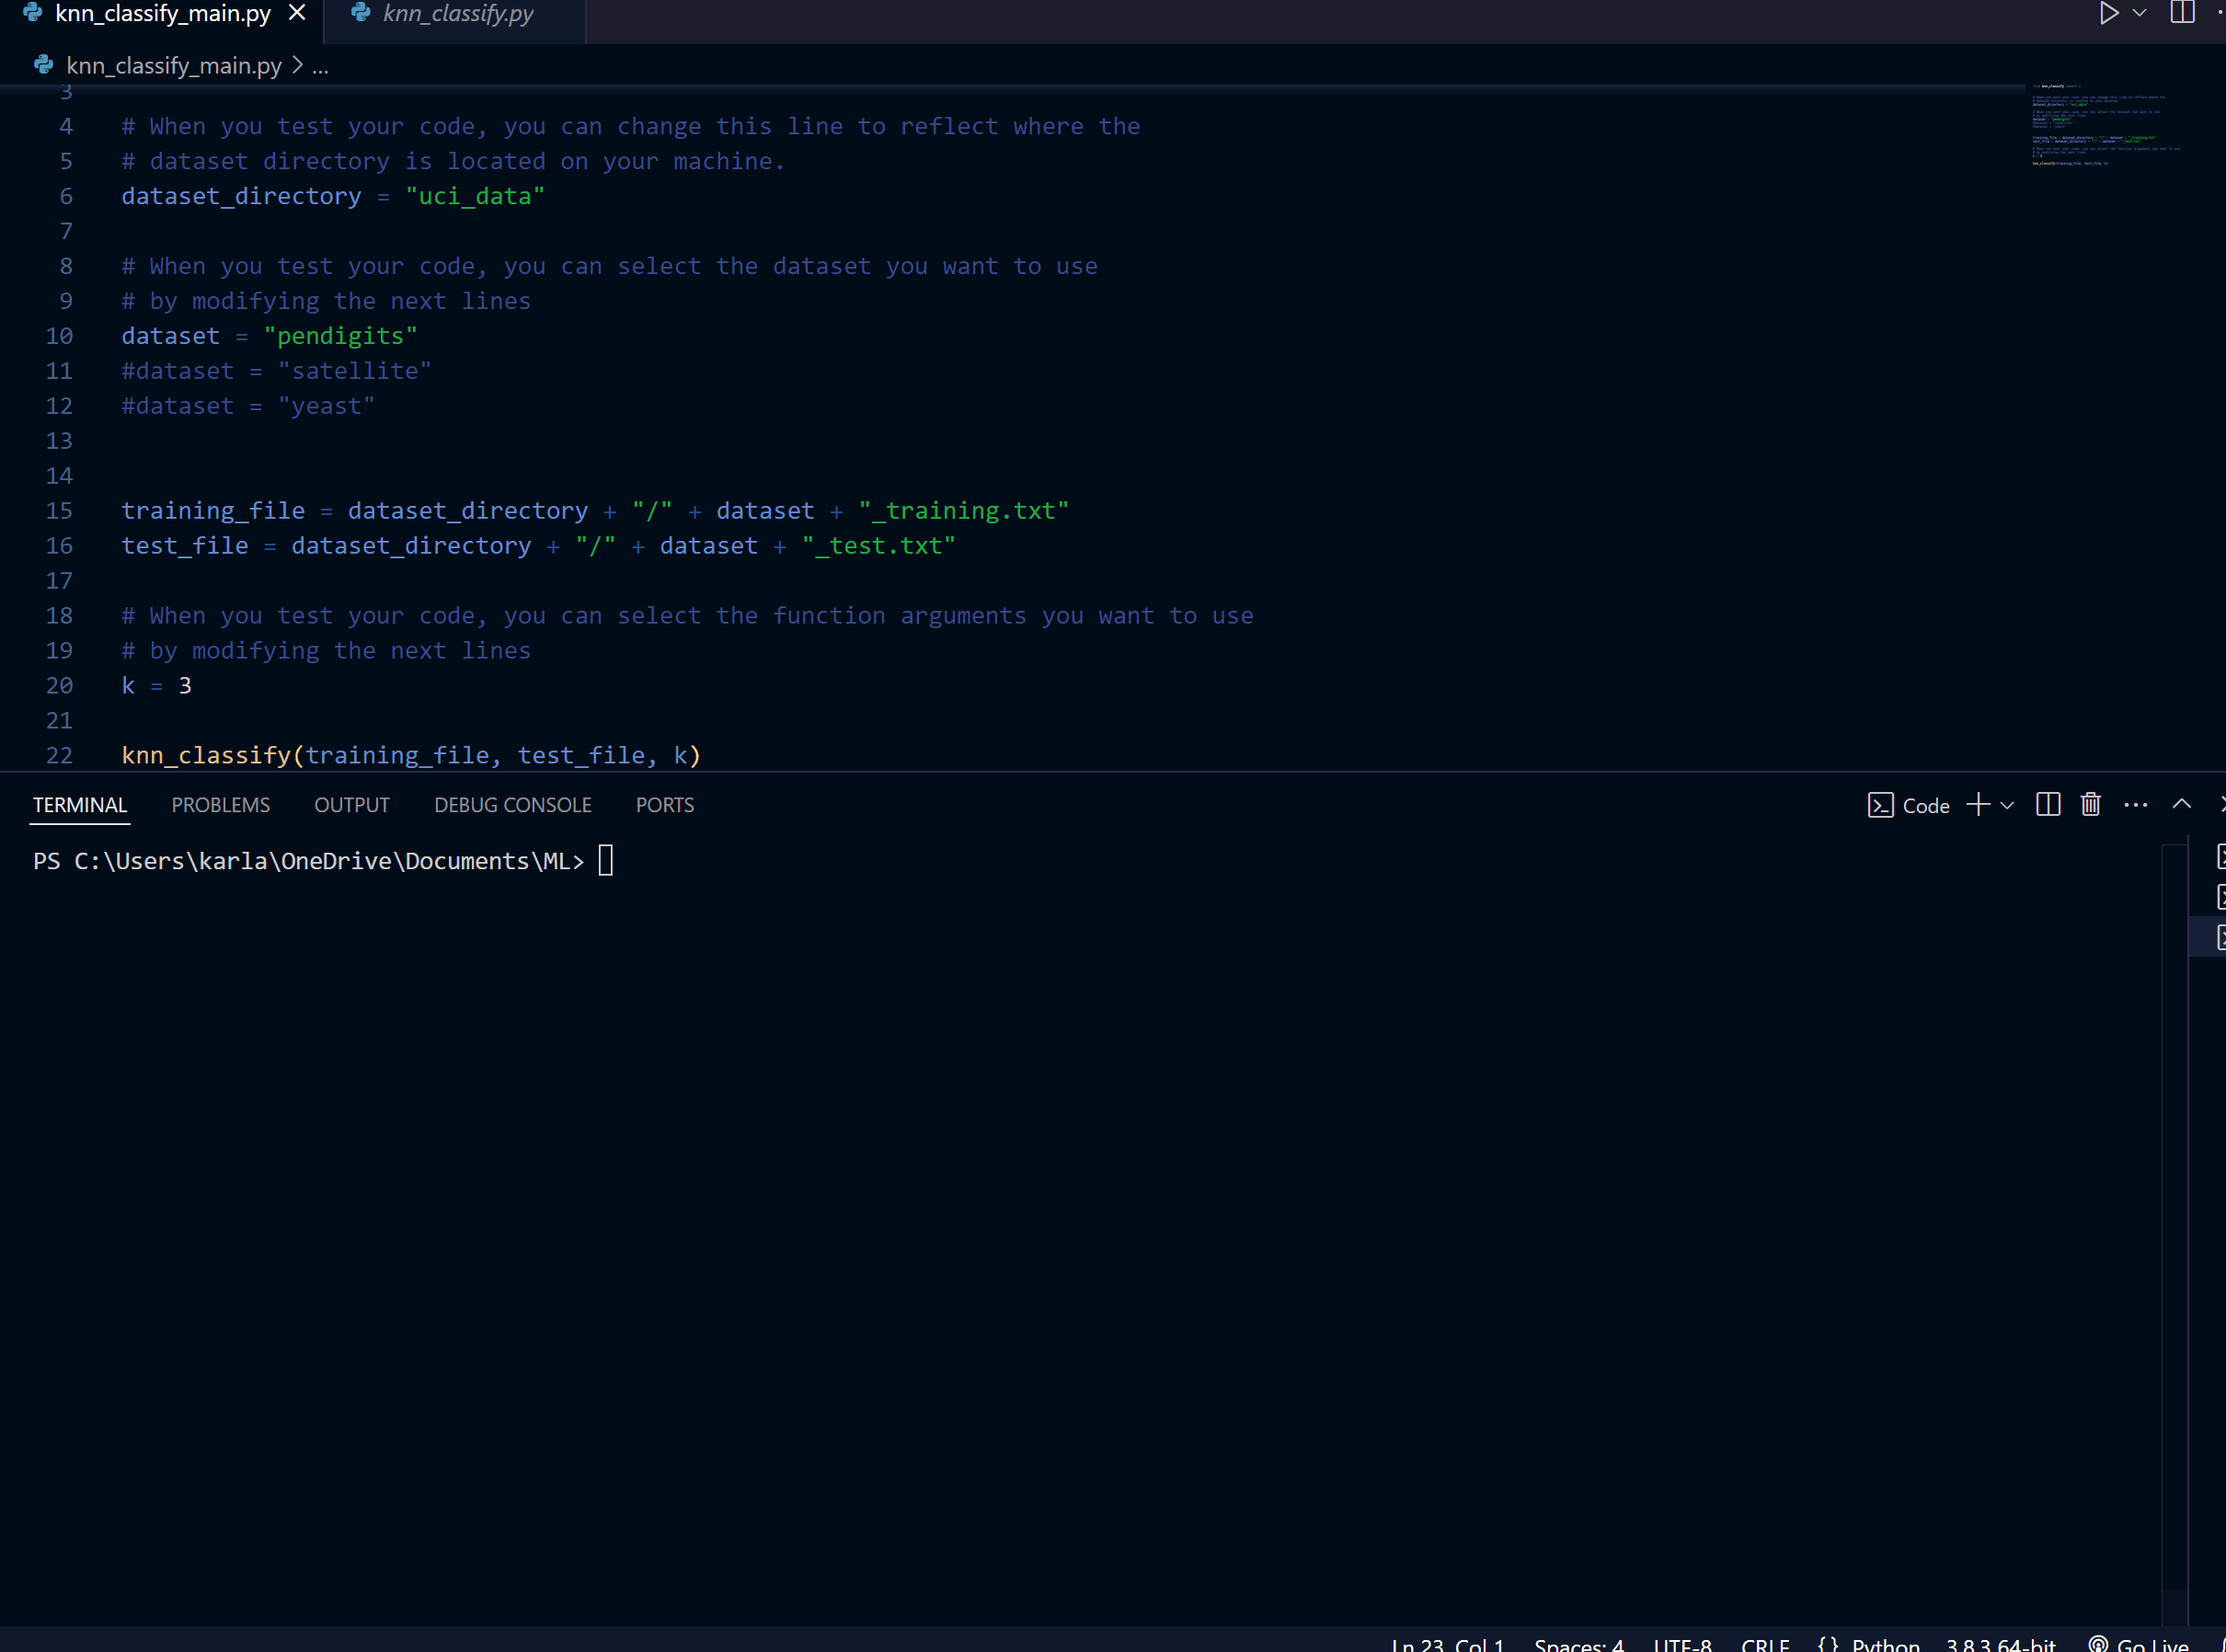 knn_classify_main.py
knn_classify.py
knn_classify_main.py > ...
3
4 # When you test your code, you can change this line to reflect where the
5 # dataset directory is located on your machine.
6 dataset_directory = "uci_data"
7
8 # When you test your code, you can select the dataset you want to use
9 # by modifying the next lines
10 dataset = "pendigits"
11 #dataset = "satellite"
12 #dataset = "yeast"
13
14
15 training_file = dataset_directory + "/" + dataset + "_training.txt"
16 test_file = dataset_directory + "/" + dataset + "_test.txt"
17
18 # When you test your code, you can select the function arguments you want to use
19 # by modifying the next lines
20 k = 3
21
22 knn_classify(training_file, test_file, k)
TERMINAL PROBLEMS OUTPUT DEBUG CONSOLE PORTS Code
PS C:\Users\karla\OneDrive\Documents\ML>
Ln 23, Col 1 Spaces: 4 UTF-8 CRLF {} Python 3.8.3 64-bit Go Live